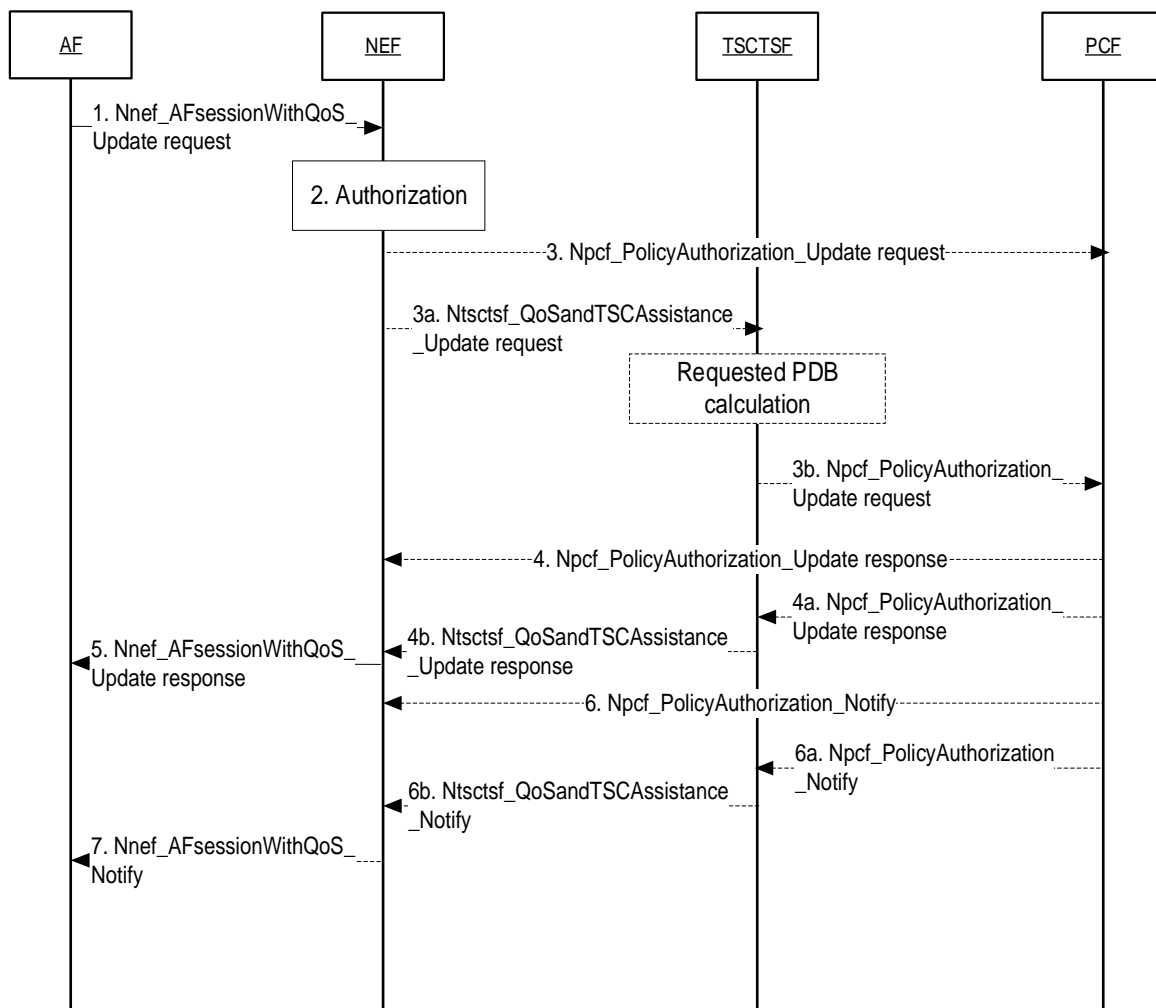 AF
NEF
TSCTSF
PCF
1. Nnef_AFsessionWithQoS_
Update request
2. Authorization
3. Npcf_PolicyAuthorization_Update request
3a. Ntsctsf_QoSandTSCAssistance
_Update request
Requested PDB
calculation
3b. Npcf_PolicyAuthorization_
Update request
4. Npcf_PolicyAuthorization_Update response
4a. Npcf_PolicyAuthorization_
Update response
4b. Ntsctsf_QoSandTSCAssistance
_Update response
5. Nnef_AFsessionWithQoS_
Update response
6. Npcf_PolicyAuthorization_Notify
6a. Npcf_PolicyAuthorization
_Notify
6b. Ntsctsf_QoSandTSCAssistance
_Notify
7. Nnef_AFsessionWithQoS_
Notify